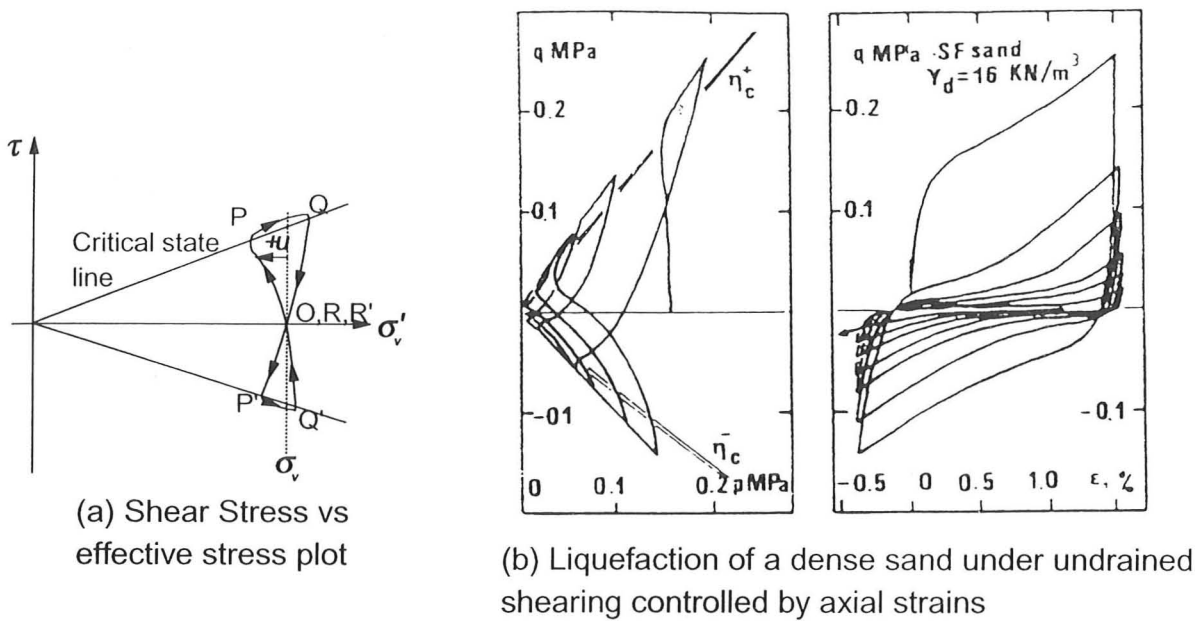 τ
P
Q
Critical state
line
+u
O,R,R'
σ'v
P'
Q'
σv
(a) Shear Stress vs
effective stress plot
q MPa
η+c
0.2
0.1
-01
η-c
0
0.1
0.2
p MPa
q MPa SF sand
γd=16 KN/m3
0.2
0.1
-0.1
-0.5
0
0.5
1.0
ε, %
(b) Liquefaction of a dense sand under undrained
shearing controlled by axial strains